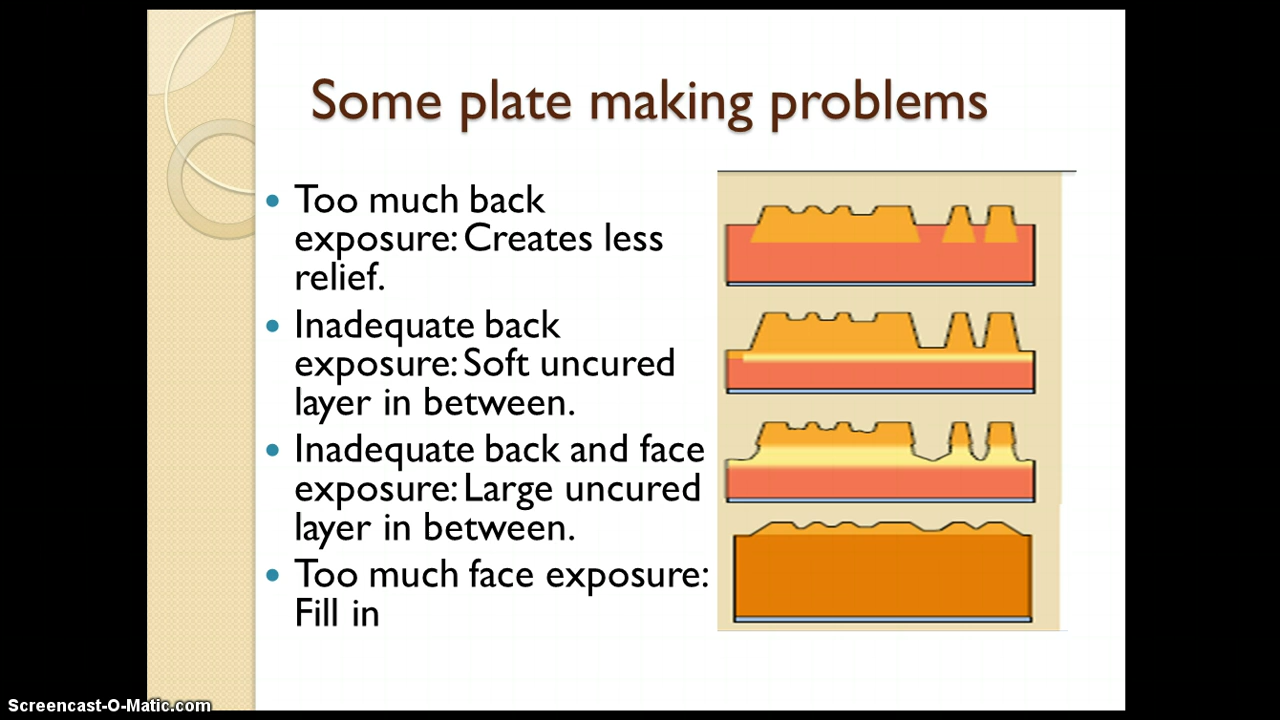 Some plate making problems
• Too much back
exposure: Creates less
relief.
• Inadequate back
exposure: Soft uncured
layer in between.
• Inadequate back and face
exposure: Large uncured
layer in between.
• Too much face exposure:
Fill in
Screencast-O-Matic.com